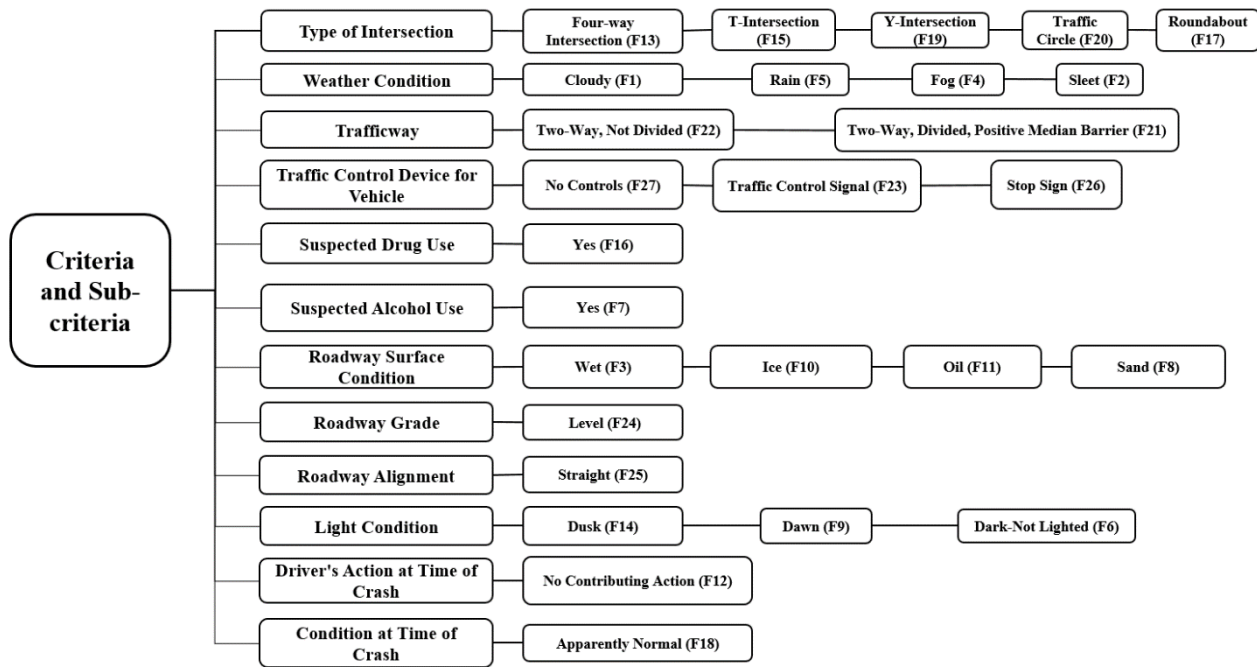 Criteria
and Sub-
criteria
Type of Intersection
Four-way
Intersection (F13)
T-Intersection
(F15)
Y-Intersection
(F19)
Traffic
Circle (F20)
Roundabout
(F17)
Weather Condition
Cloudy (F1)
Rain (F5)
Fog (F4)
Sleet (F2)
Trafficway
Two-Way, Not Divided (F22)
Two-Way, Divided, Positive Median Barrier (F21)
Traffic Control Device for
Vehicle
No Controls (F27)
Traffic Control Signal (F23)
Stop Sign (F26)
Suspected Drug Use
Yes (F16)
Suspected Alcohol Use
Yes (F7)
Roadway Surface
Condition
Wet (F3)
Ice (F10)
Oil (F11)
Sand (F8)
Roadway Grade
Level (F24)
Roadway Alignment
Straight (F25)
Light Condition
Dusk (F14)
Dawn (F9)
Dark-Not Lighted (F6)
Driver's Action at Time of
Crash
No Contributing Action (F12)
Condition at Time of
Crash
Apparently Normal (F18)